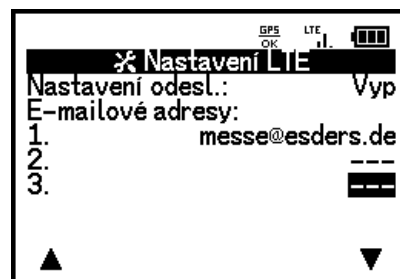 GPS LTE
OK
Nastavení LTE
Nastavení odesl.: Vyp
E-mailové adresy:
1. messe@esders.de
2. ---
3. ---